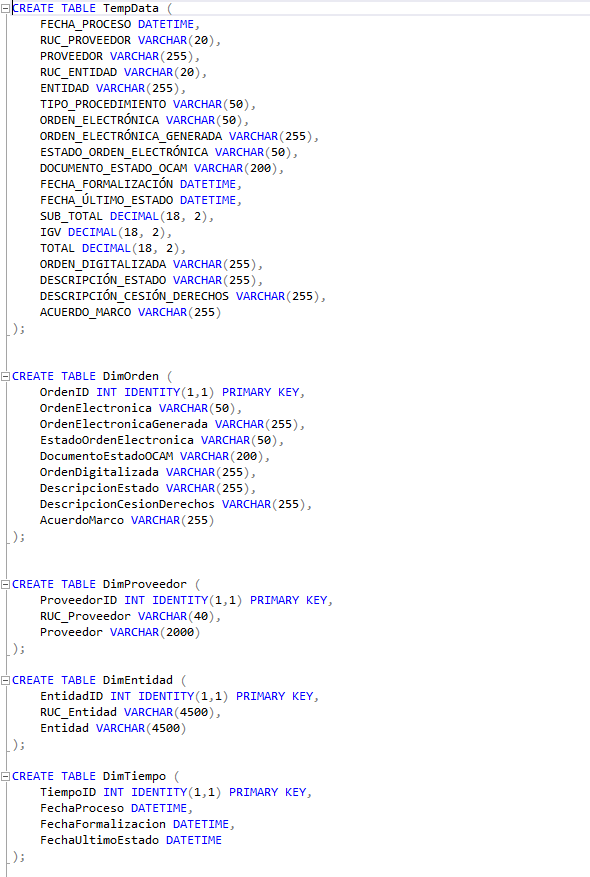 CREATE TABLE TempData (
FECHA_PROCESO DATETIME,
RUC_PROVEEDOR VARCHAR(20),
PROVEEDOR VARCHAR(255),
RUC_ENTIDAD VARCHAR(20),
ENTIDAD VARCHAR(255),
TIPO_PROCEDIMIENTO VARCHAR(50),
ORDEN_ELECTRÓNICA VARCHAR(50),
ORDEN_ELECTRÓNICA_GENERADA VARCHAR(255),
ESTADO_ORDEN_ELECTRÓNICA VARCHAR(50),
DOCUMENTO_ESTADO_OCAM VARCHAR(200),
FECHA_FORMALIZACIÓN DATETIME,
FECHA_ÚLTIMO_ESTADO DATETIME,
SUB_TOTAL DECIMAL(18, 2),
IGV DECIMAL(18, 2),
TOTAL DECIMAL(18, 2),
ORDEN_DIGITALIZADA VARCHAR(255),
DESCRIPCIÓN_ESTADO VARCHAR(255),
DESCRIPCIÓN_CESIÓN_DERECHOS VARCHAR(255),
ACUERDO_MARCO VARCHAR(255)
);
CREATE TABLE DimOrden (
OrdenID INT IDENTITY(1,1) PRIMARY KEY,
OrdenElectronica VARCHAR(50),
OrdenElectronicaGenerada VARCHAR(255),
EstadoOrdenElectronica VARCHAR(50),
DocumentoEstadoOCAM VARCHAR(200),
OrdenDigitalizada VARCHAR(255),
DescripcionEstado VARCHAR(255),
DescripcionCesionDerechos VARCHAR(255),
AcuerdoMarco VARCHAR(255)
);
CREATE TABLE DimProveedor (
ProveedorID INT IDENTITY(1,1) PRIMARY KEY,
RUC_Proveedor VARCHAR(40),
Proveedor VARCHAR(2000)
);
CREATE TABLE DimEntidad (
EntidadID INT IDENTITY(1,1) PRIMARY KEY,
RUC_Entidad VARCHAR(4500),
Entidad VARCHAR(4500)
);
CREATE TABLE DimTiempo (
TiempoID INT IDENTITY(1,1) PRIMARY KEY,
FechaProceso DATETIME,
FechaFormalizacion DATETIME,
FechaUltimoEstado DATETIME
);